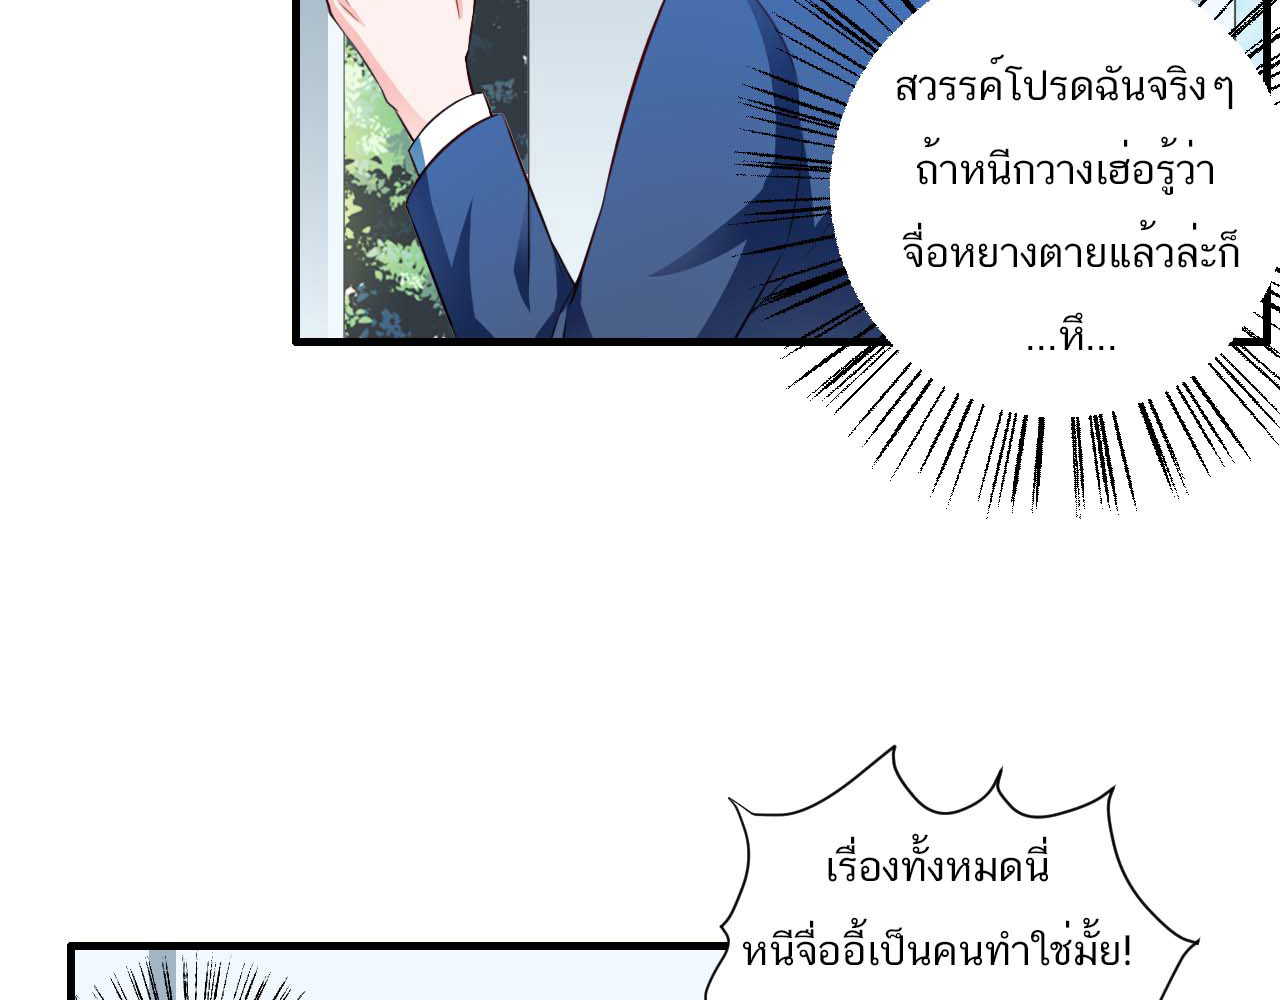 สวรรค์โปรดฉันจริงๆ
ถ้าหนีกวางเฮ่อรู้ว่า
จื่อหยางตายแล้วล่ะก็
...หึ...
เรื่องทั้งหมดนี่
หนีจื่ออี้เป็นคนทำใช่มั้ย!